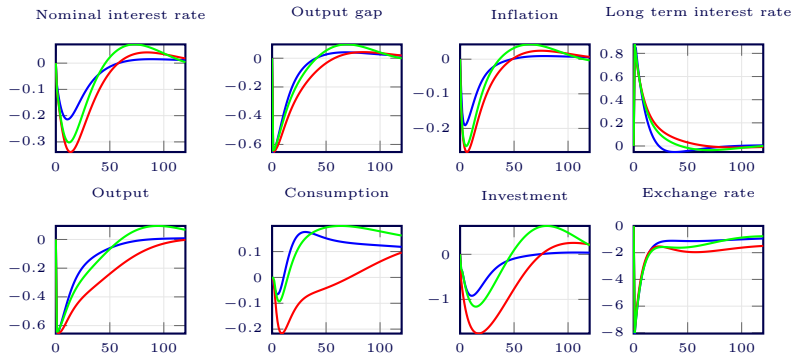 Nominal interest rate
Output gap
Inflation
Long term interest rate
0
−0.1
−0.2
−0.3
0 50 100
0
−0.2
−0.4
−0.6
0 50 100
0
−0.1
−0.2
0 50 100
0.8
0.6
0.4
0.2
0
0 50 100
Output
Consumption
Investment
Exchange rate
0
−0.2
−0.4
−0.6
0 50 100
0.1
0
−0.1
−0.2
0 50 100
0
−1
0 50 100
0
−2
−4
−6
−8
0 50 100